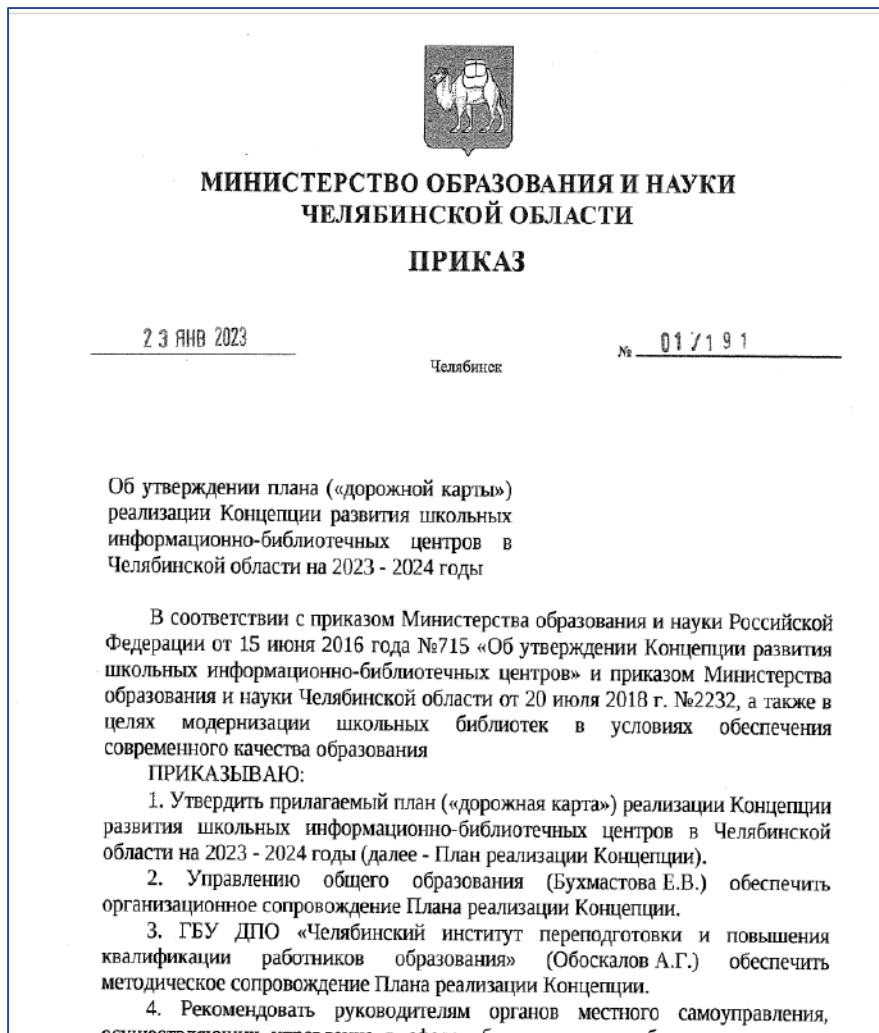 МИНИСТЕРСТВО ОБРАЗОВАНИЯ И НАУКИ
ЧЕЛЯБИНСКОЙ ОБЛАСТИ
ПРИКАЗ
23 ЯНВ 2023
№ 01/191
Челябинск
Об утверждении плана («дорожной карты»)
реализации Концепции развития школьных
информационно-библиотечных центров в
Челябинской области на 2023 - 2024 годы
В соответствии с приказом Министерства образования и науки Российской
Федерации от 15 июня 2016 года №715 «Об утверждении Концепции развития
школьных информационно-библиотечных центров» и приказом Министерства
образования и науки Челябинской области от 20 июля 2018 г. №2232, а также в
целях модернизации школьных библиотек в условиях обеспечения
современного качества образования
ПРИКАЗЫВАЮ:
1. Утвердить прилагаемый план («дорожная карта») реализации Концепции
развития школьных информационно-библиотечных центров в Челябинской
области на 2023 - 2024 годы (далее - План реализации Концепции).
2. Управлению общего образования (Бухмастова Е.В.) обеспечить
организационное сопровождение Плана реализации Концепции.
3. ГБУ ДПО «Челябинский институт переподготовки и повышения
квалификации работников образования» (Обоскалов А.Г.) обеспечить
методическое сопровождение Плана реализации Концепции.
4. Рекомендовать руководителям органов местного самоуправления,